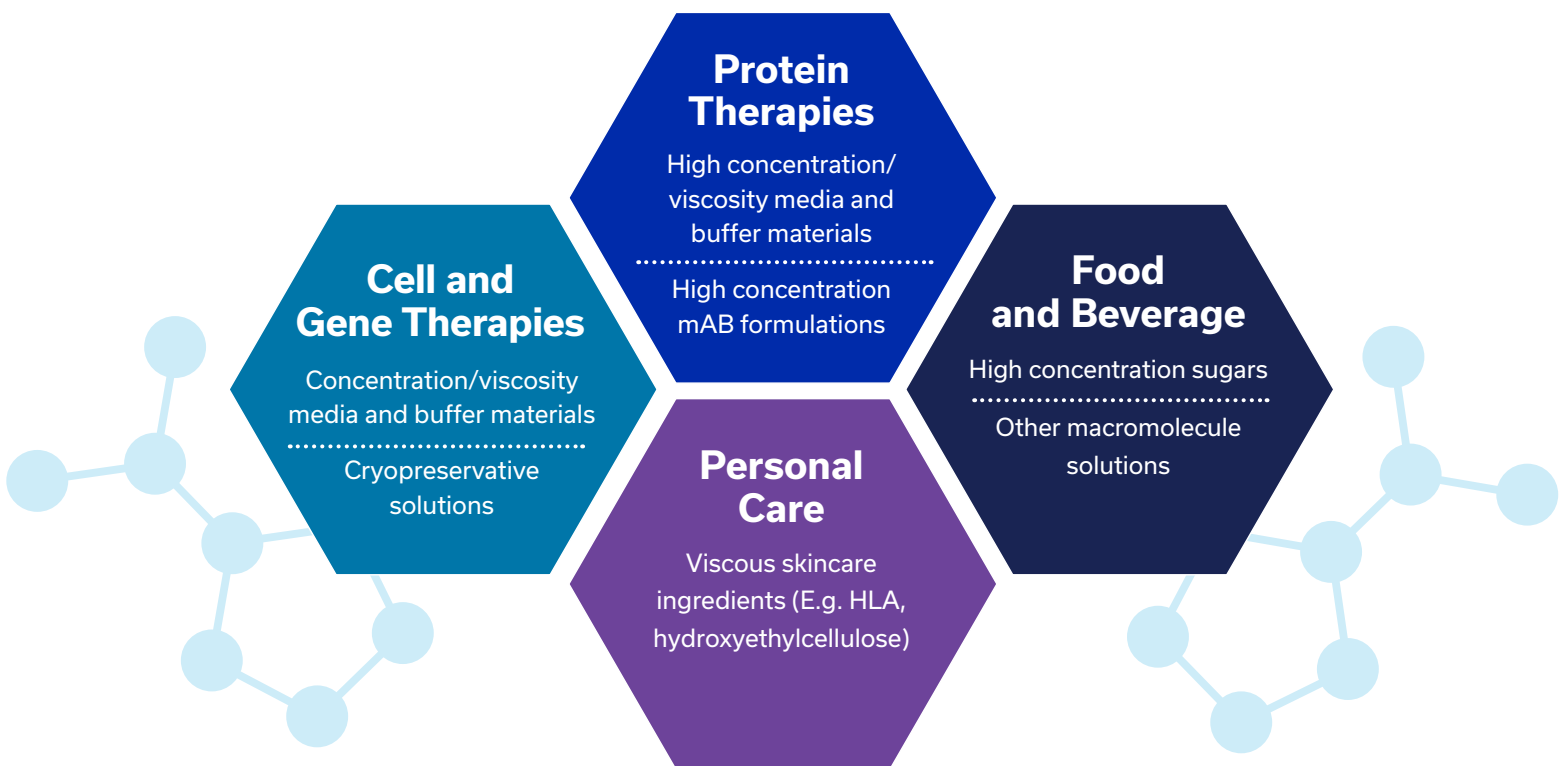 Protein
Therapies
High concentration/
viscosity media and
buffer materials
High concentration
mAB formulations
Cell and
Gene Therapies
Concentration/viscosity
media and buffer materials
Cryopreservative
solutions
Food
and Beverage
High concentration sugars
Other macromolecule
solutions
Personal
Care
Viscous skincare
ingredients (E.g. HLA,
hydroxyethylcellulose)